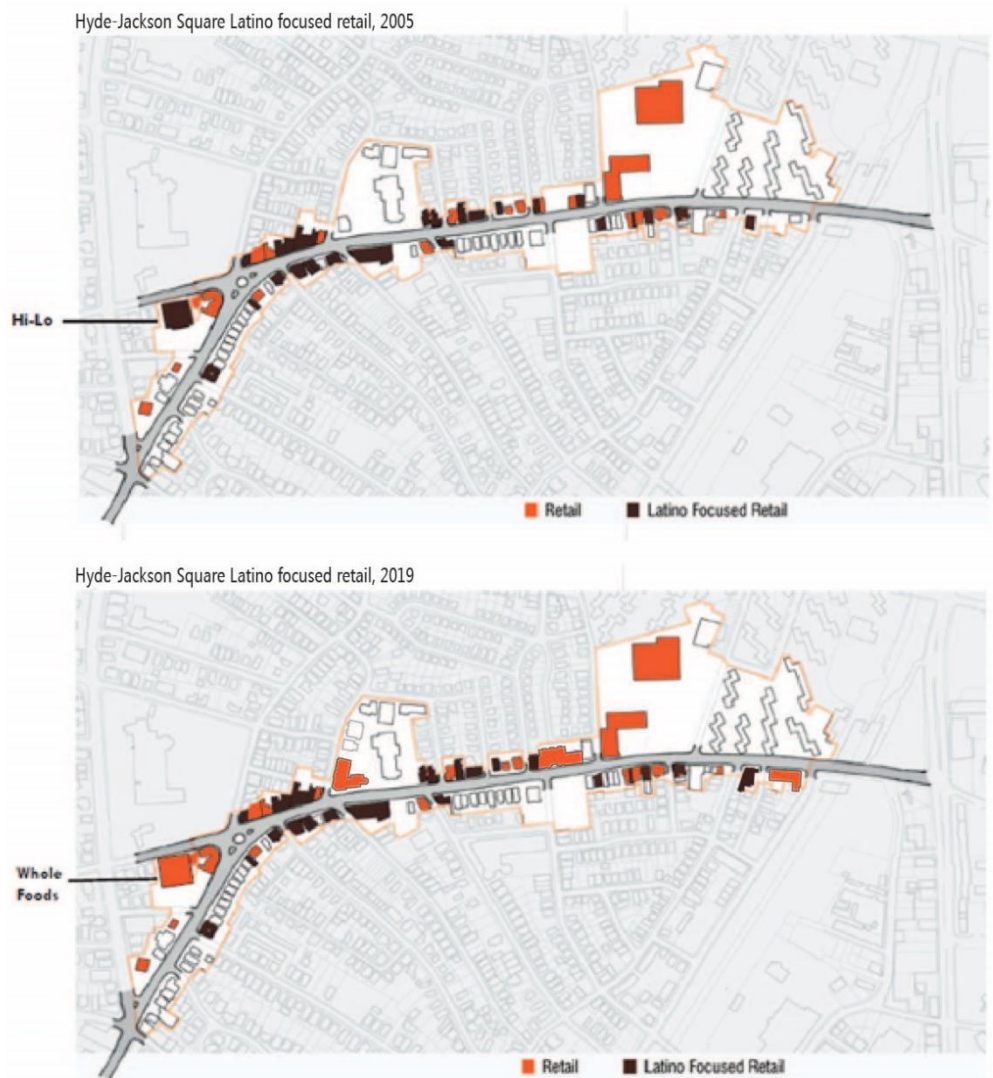 Hyde-Jackson Square Latino focused retail, 2005
Hi-Lo
Retail Latino Focused Retail
Hyde-Jackson Square Latino focused retail, 2019
Whole
Foods
Retail Latino Focused Retail